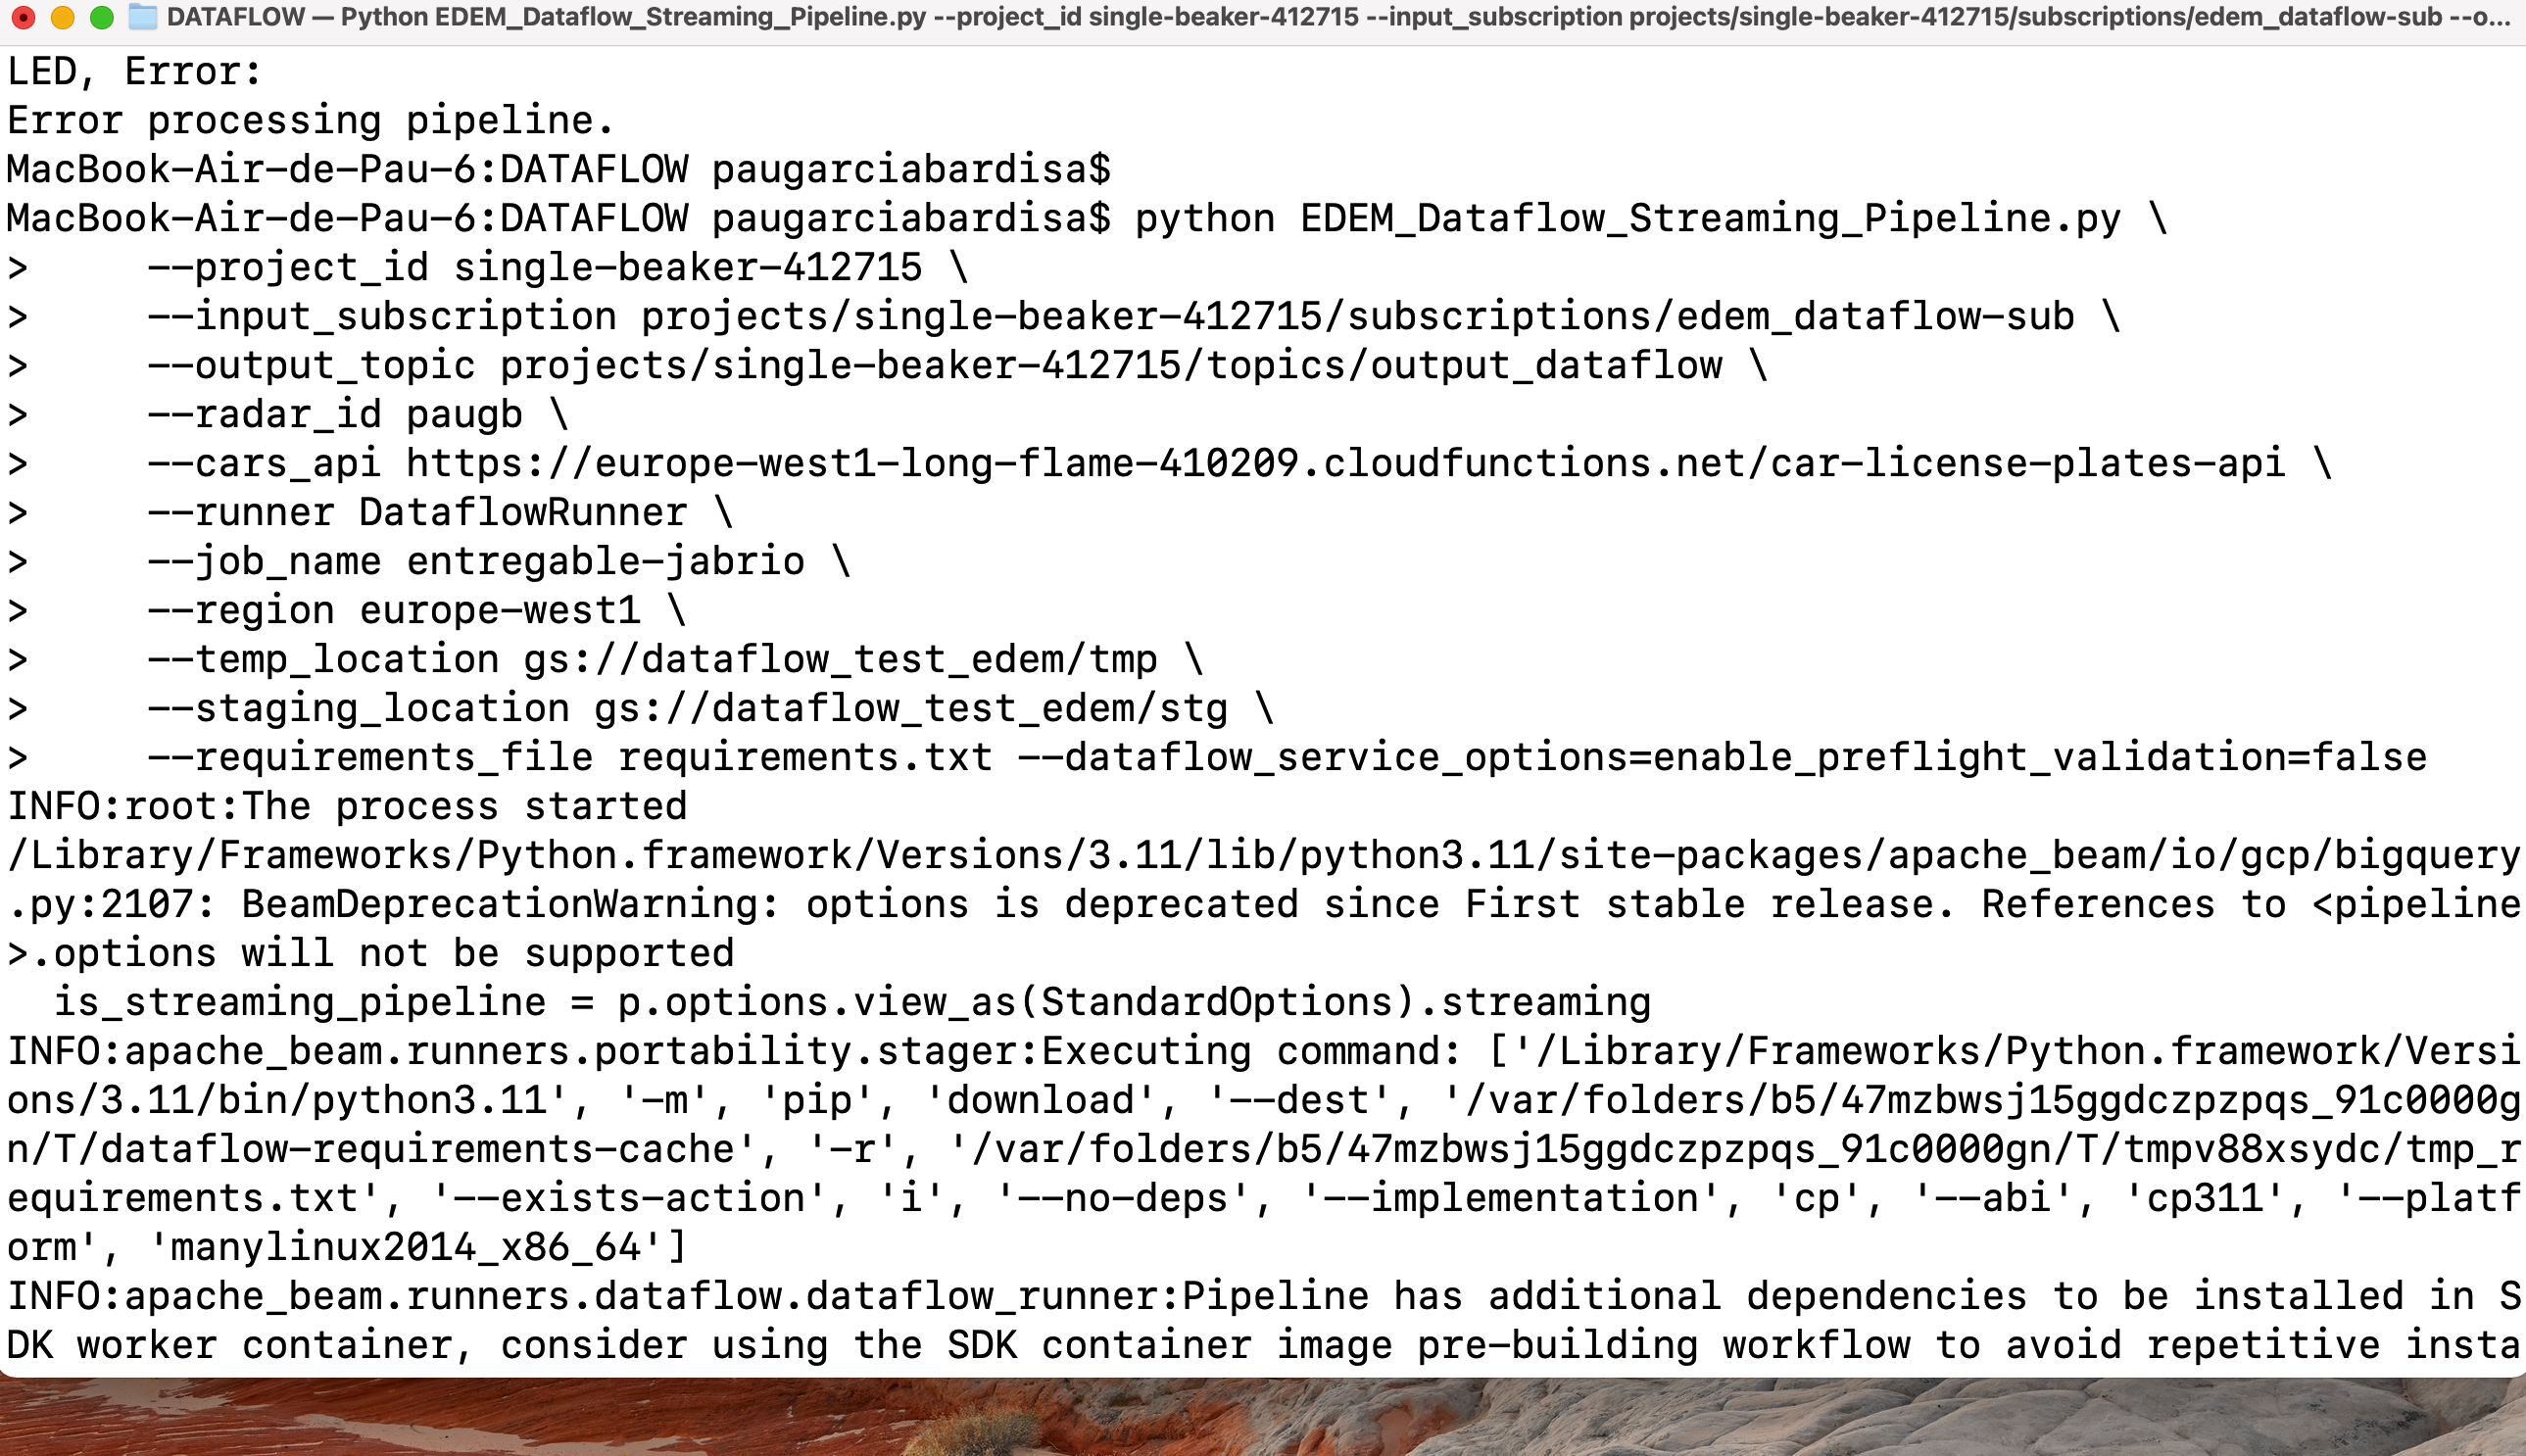 DATAFLOW — Python EDEM_Dataflow_Streaming_Pipeline.py --project_id single-beaker-412715 --input_subscription projects/single-beaker-412715/subscriptions/edem_dataflow-sub --o...
LED, Error:
Error processing pipeline.
MacBook-Air-de-Pau-6:DATAFLOW paugarciabardisa$
MacBook-Air-de-Pau-6:DATAFLOW paugarciabardisa$ python EDEM_Dataflow_Streaming_Pipeline.py \
>     --project_id single-beaker-412715 \
>     --input_subscription projects/single-beaker-412715/subscriptions/edem_dataflow-sub \
>     --output_topic projects/single-beaker-412715/topics/output_dataflow \
>     --radar_id paugb \
>     --cars_api https://europe-west1-long-flame-410209.cloudfunctions.net/car-license-plates-api \
>     --runner DataflowRunner \
>     --job_name entregable-jabrio \
>     --region europe-west1 \
>     --temp_location gs://dataflow_test_edem/tmp \
>     --staging_location gs://dataflow_test_edem/stg \
>     --requirements_file requirements.txt --dataflow_service_options=enable_preflight_validation=false
INFO:root:The process started
/Library/Frameworks/Python.framework/Versions/3.11/lib/python3.11/site-packages/apache_beam/io/gcp/bigquery
.py:2107: BeamDeprecationWarning: options is deprecated since First stable release. References to <pipeline
>.options will not be supported
  is_streaming_pipeline = p.options.view_as(StandardOptions).streaming
INFO:apache_beam.runners.portability.stager:Executing command: ['/Library/Frameworks/Python.framework/Versi
ons/3.11/bin/python3.11', '-m', 'pip', 'download', '--dest', '/var/folders/b5/47mzbwsj15ggdczpzpqs_91c0000g
n/T/dataflow-requirements-cache', '-r', '/var/folders/b5/47mzbwsj15ggdczpzpqs_91c0000gn/T/tmpv88xsydc/tmp_r
equirements.txt', '--exists-action', 'i', '--no-deps', '--implementation', 'cp', '--abi', 'cp311', '--platf
orm', 'manylinux2014_x86_64']
INFO:apache_beam.runners.dataflow.dataflow_runner:Pipeline has additional dependencies to be installed in S
DK worker container, consider using the SDK container image pre-building workflow to avoid repetitive insta